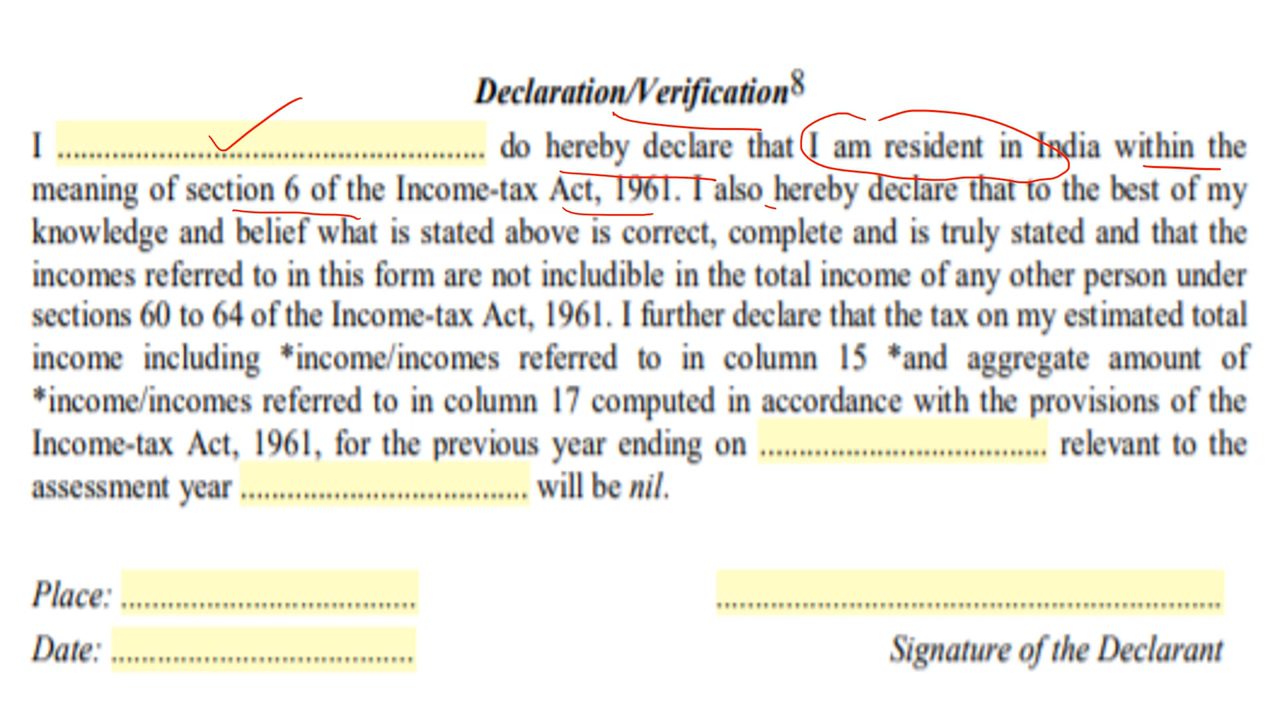 Declaration/Verification8
I .................................................... do hereby declare that I am resident in India within the
meaning of section 6 of the Income-tax Act, 1961. I also hereby declare that to the best of my
knowledge and belief what is stated above is correct, complete and is truly stated and that the
incomes referred to in this form are not includible in the total income of any other person under
sections 60 to 64 of the Income-tax Act, 1961. I further declare that the tax on my estimated total
income including *income/incomes referred to in column 15 *and aggregate amount of
*income/incomes referred to in column 17 computed in accordance with the provisions of the
Income-tax Act, 1961, for the previous year ending on ................................... relevant to the
assessment year ................................... will be nil.
Place: ...................................... ................................................................
Date: ....................................... Signature of the Declarant